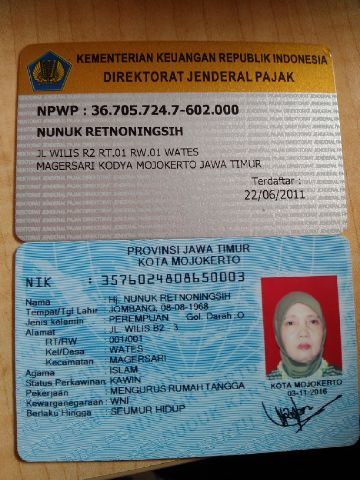 KEMENTERIAN KEUANGAN REPUBLIK INDONESIA
DIREKTORAT JENDERAL PAJAK
NPWP : 36.705.724.7-602.000
NUNUK RETNONINGSIH
JL WILIS R2 RT.01 RW.01 WATES
MAGERSARI KODYA MOJOKERTO JAWA TIMUR
Terdaftar :
22/06/2011
PROVINSI JAWA TIMUR
KOTA MOJOKERTO
NIK : 3576024808650003
Nama : Hj. NUNUK RETNONINGSIH
Tempat/Tgl Lahir : JOMBANG, 08-08-1968
Jenis kelamin : PEREMPUAN Gol. Darah : O
Alamat : JL. WILIS B2 - 3
RT/RW : 001/001
Kel/Desa : WATES
Kecamatan : MAGERSARI
Agama : ISLAM
Status Perkawinan : KAWIN
Pekerjaan : MENGURUS RUMAH TANGGA
Kewarganegaraan : WNI
Berlaku Hingga : SEUMUR HIDUP
KOTA MOJOKERTO
03-11-2016